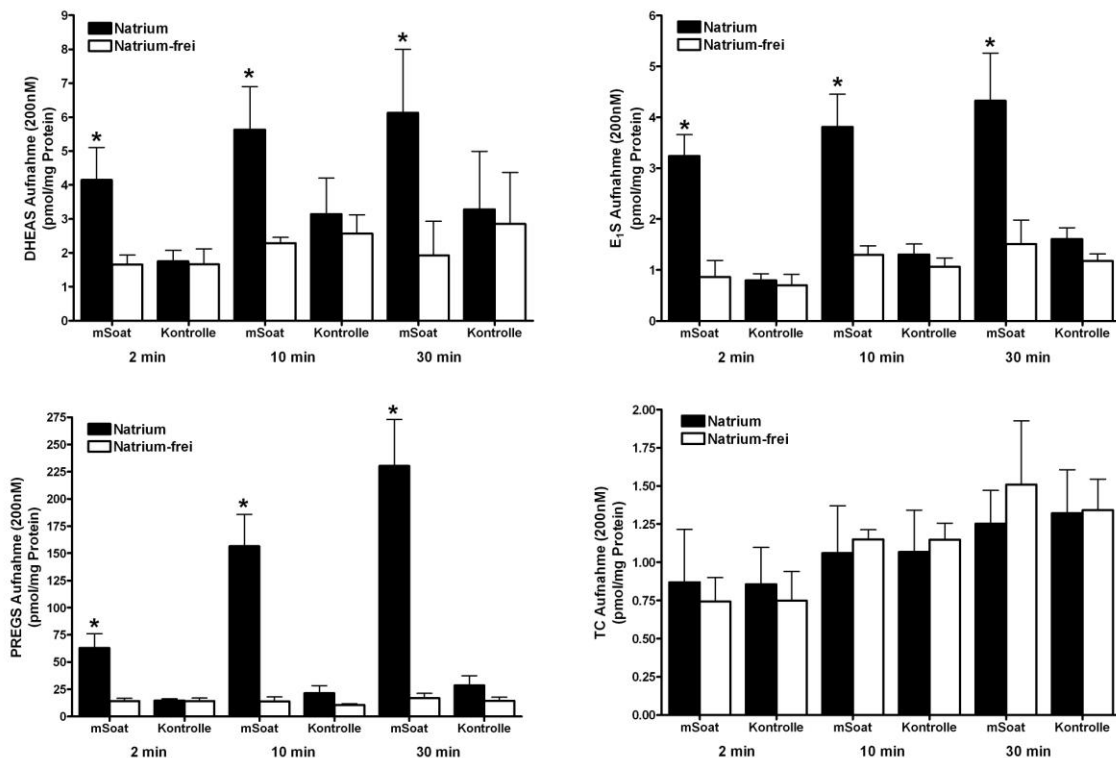 Natrium
Natrium-frei
DHEAS Aufnahme (200nM)
(pmol/mg Protein)
9
8
7
6
5
4
3
2
1
0
*
*
*
mSoat Kontrolle mSoat Kontrolle mSoat Kontrolle
2 min 10 min 30 min
Natrium
Natrium-frei
E₁S Aufnahme (200nM)
(pmol/mg Protein)
6
5
4
3
2
1
0
*
*
*
mSoat Kontrolle mSoat Kontrolle mSoat Kontrolle
2 min 10 min 30 min
Natrium
Natrium-frei
PREGS Aufnahme (200nM)
(pmol/mg Protein)
275
250
225
200
175
150
125
100
75
50
25
0
*
*
*
mSoat Kontrolle mSoat Kontrolle mSoat Kontrolle
2 min 10 min 30 min
Natrium
Natrium-frei
TC Aufnahme (200nM)
(pmol/mg Protein)
2.00
1.75
1.50
1.25
1.00
0.75
0.50
0.25
0.00
mSoat Kontrolle mSoat Kontrolle mSoat Kontrolle
2 min 10 min 30 min